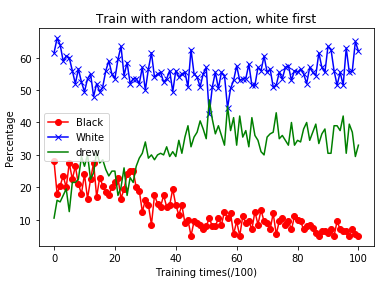 Train with random action, white first
Percentage
60
50
40
30
20
10
Black
White
drew
0
20
40
60
80
100
Training times(/100)